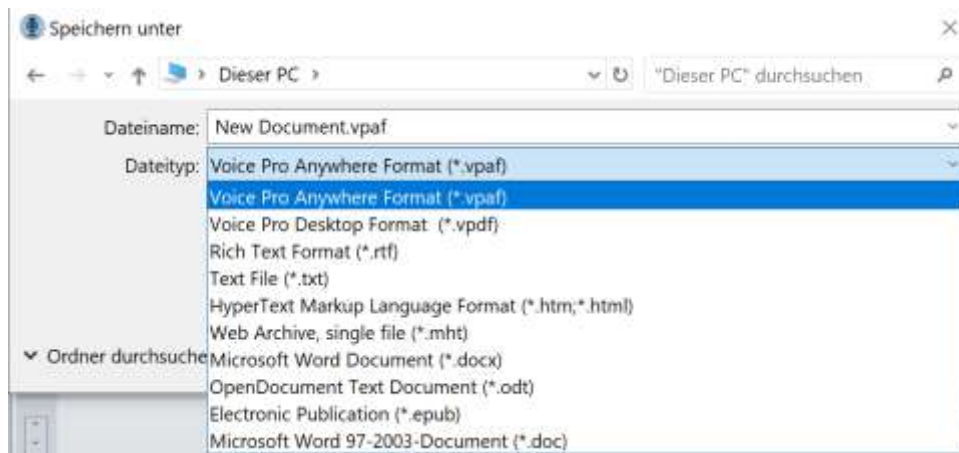 Speichern unter
Dieser PC
"Dieser PC" durchsuchen
Dateiname: New Document.vpaf
Dateityp: Voice Pro Anywhere Format (*.vpaf)
Voice Pro Anywhere Format (*.vpaf)
Voice Pro Desktop Format (*.vpdf)
Rich Text Format (*.rtf)
Text File (*.txt)
HyperText Markup Language Format (*.htm;*.html)
Web Archive, single file (*.mht)
Ordner durchsuche
Microsoft Word Document (*.docx)
OpenDocument Text Document (*.odt)
Electronic Publication (*.epub)
Microsoft Word 97-2003-Document (*.doc)